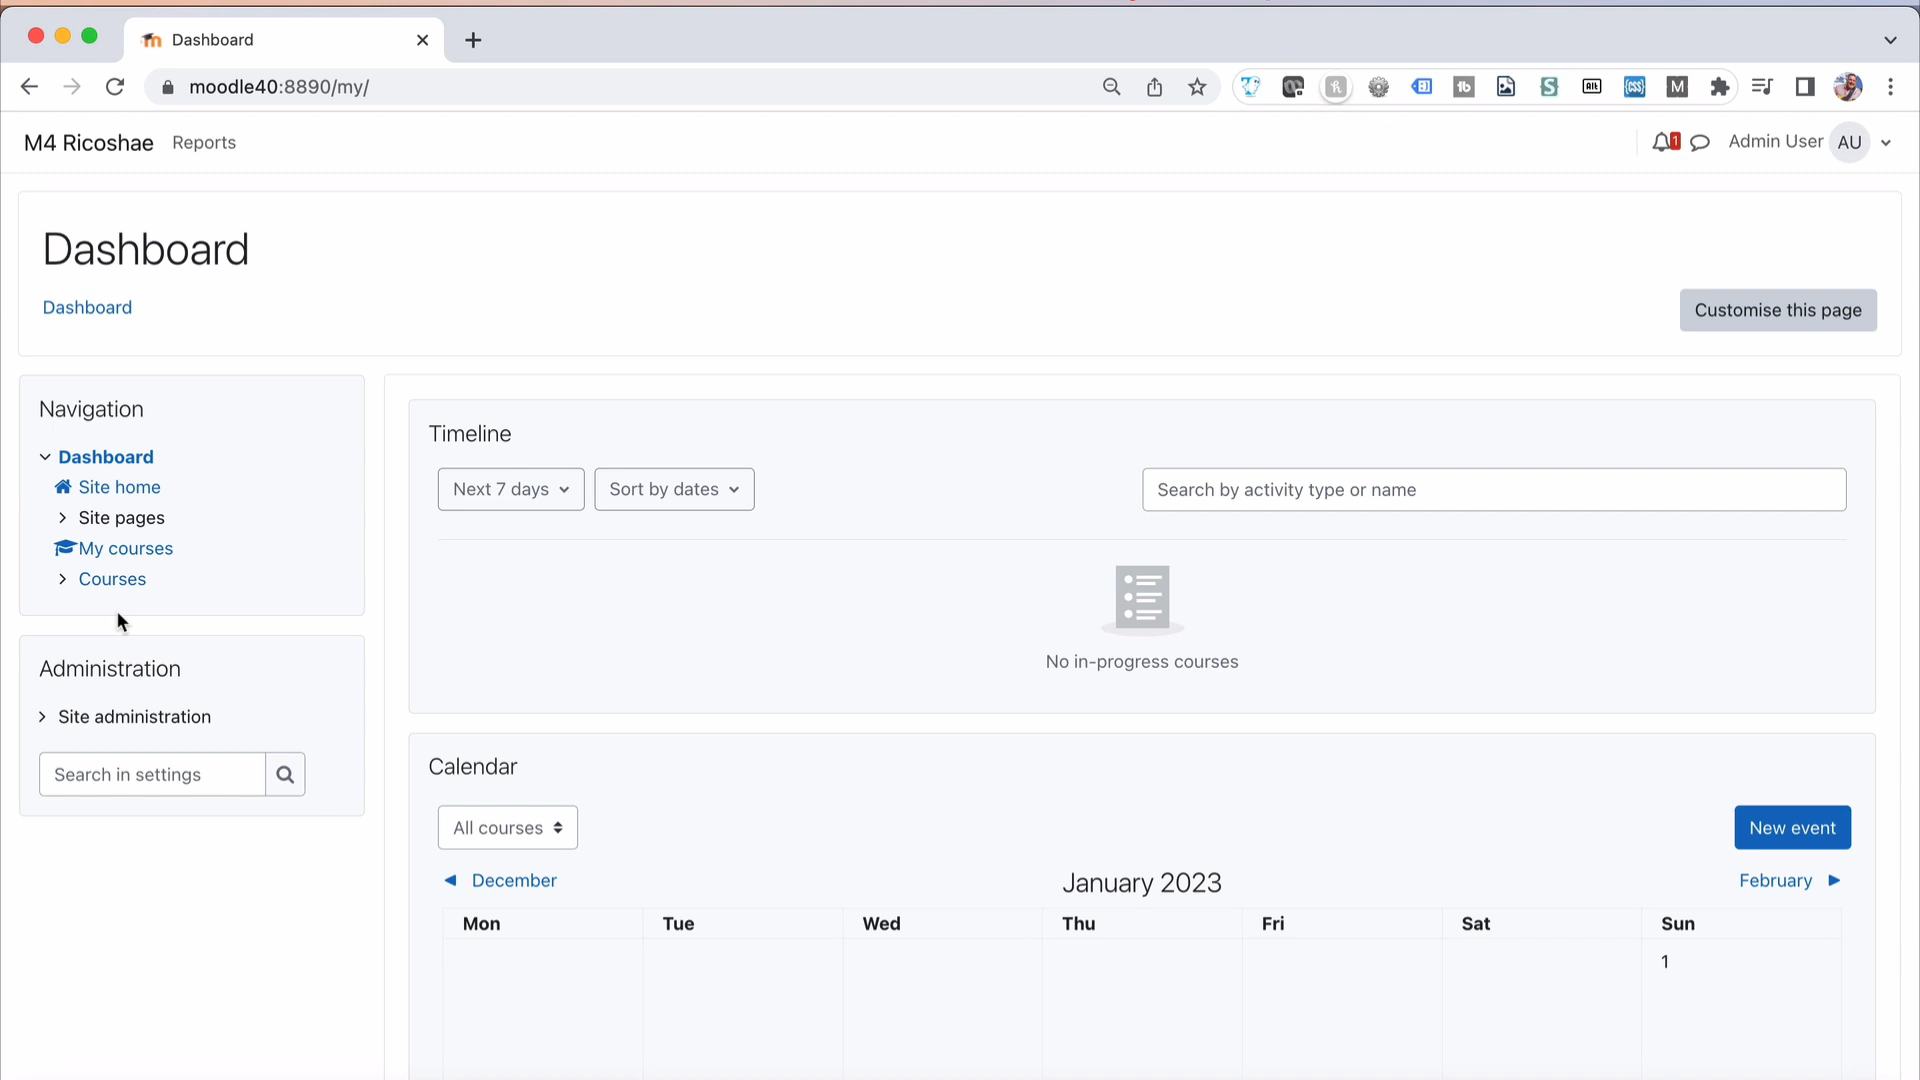 Dashboard
moodle40:8890/my/
M4 Ricoshae
Reports
1
Admin User
AU
Dashboard
Dashboard
Customise this page
Navigation
Dashboard
Site home
Site pages
My courses
Courses
Administration
Site administration
Search in settings
Timeline
Next 7 days
Sort by dates
Search by activity type or name
No in-progress courses
Calendar
All courses
New event
December
January 2023
February
Mon Tue Wed Thu Fri Sat Sun
1